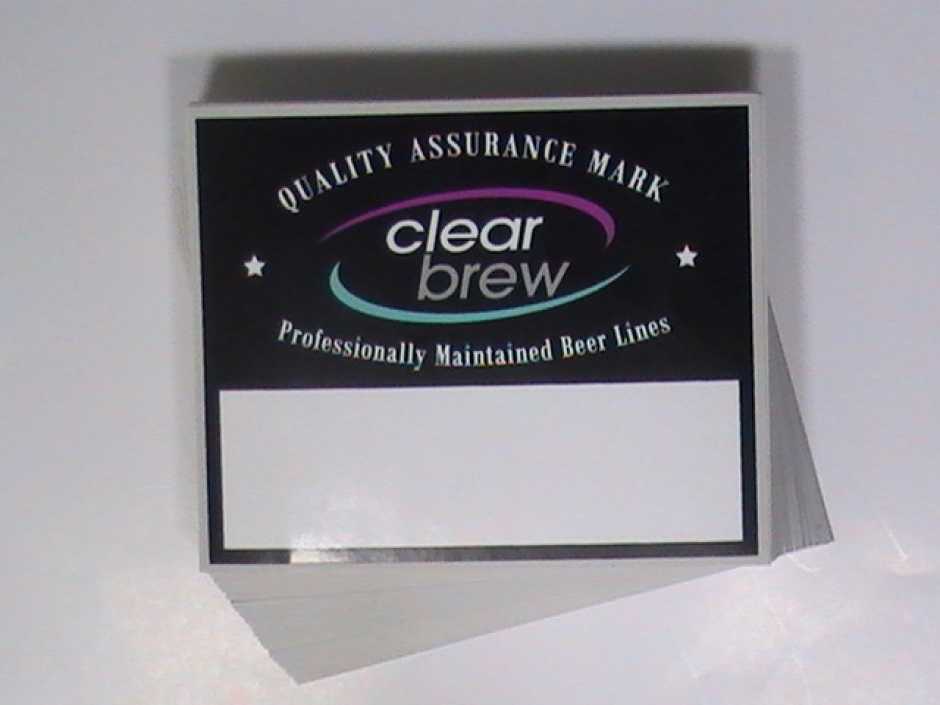 QUALITY ASSURANCE MARK
clear
brew
Professionally Maintained Beer Lines